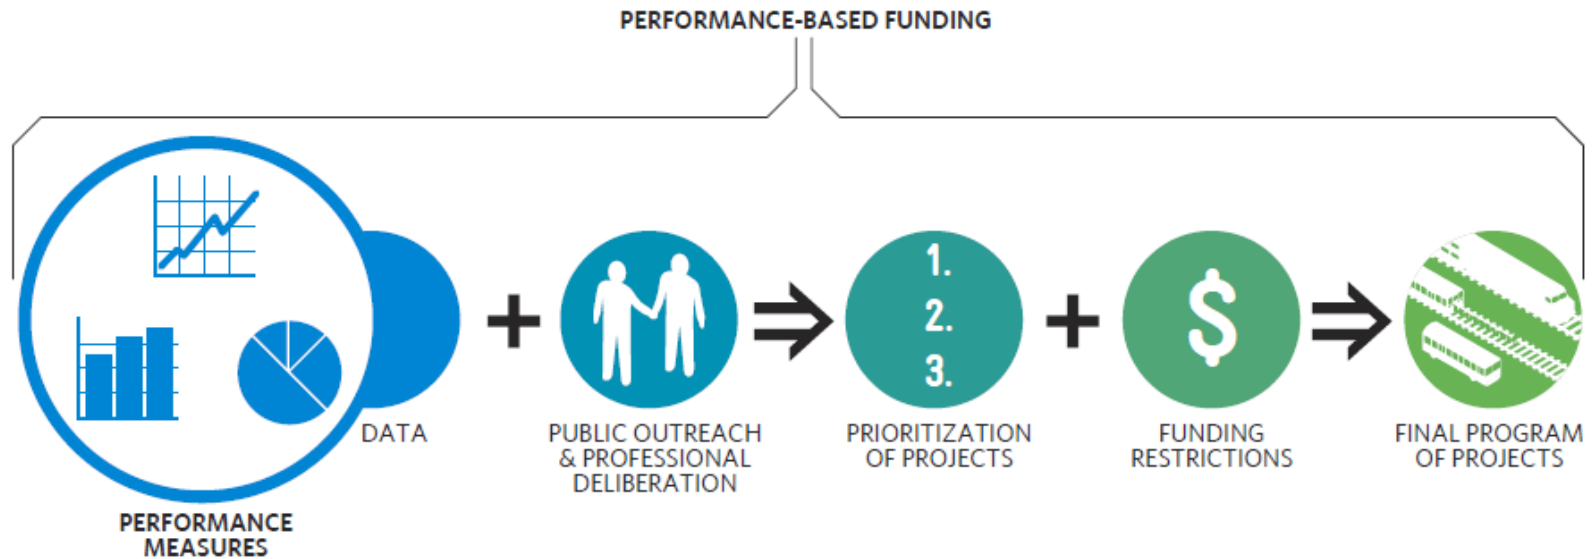 PERFORMANCE-BASED FUNDING
+
+
1.
2.
3.
$
DATA
PUBLIC OUTREACH
& PROFESSIONAL
DELIBERATION
PRIORITIZATION
OF PROJECTS
FUNDING
RESTRICTIONS
FINAL PROGRAM
OF PROJECTS
PERFORMANCE
MEASURES